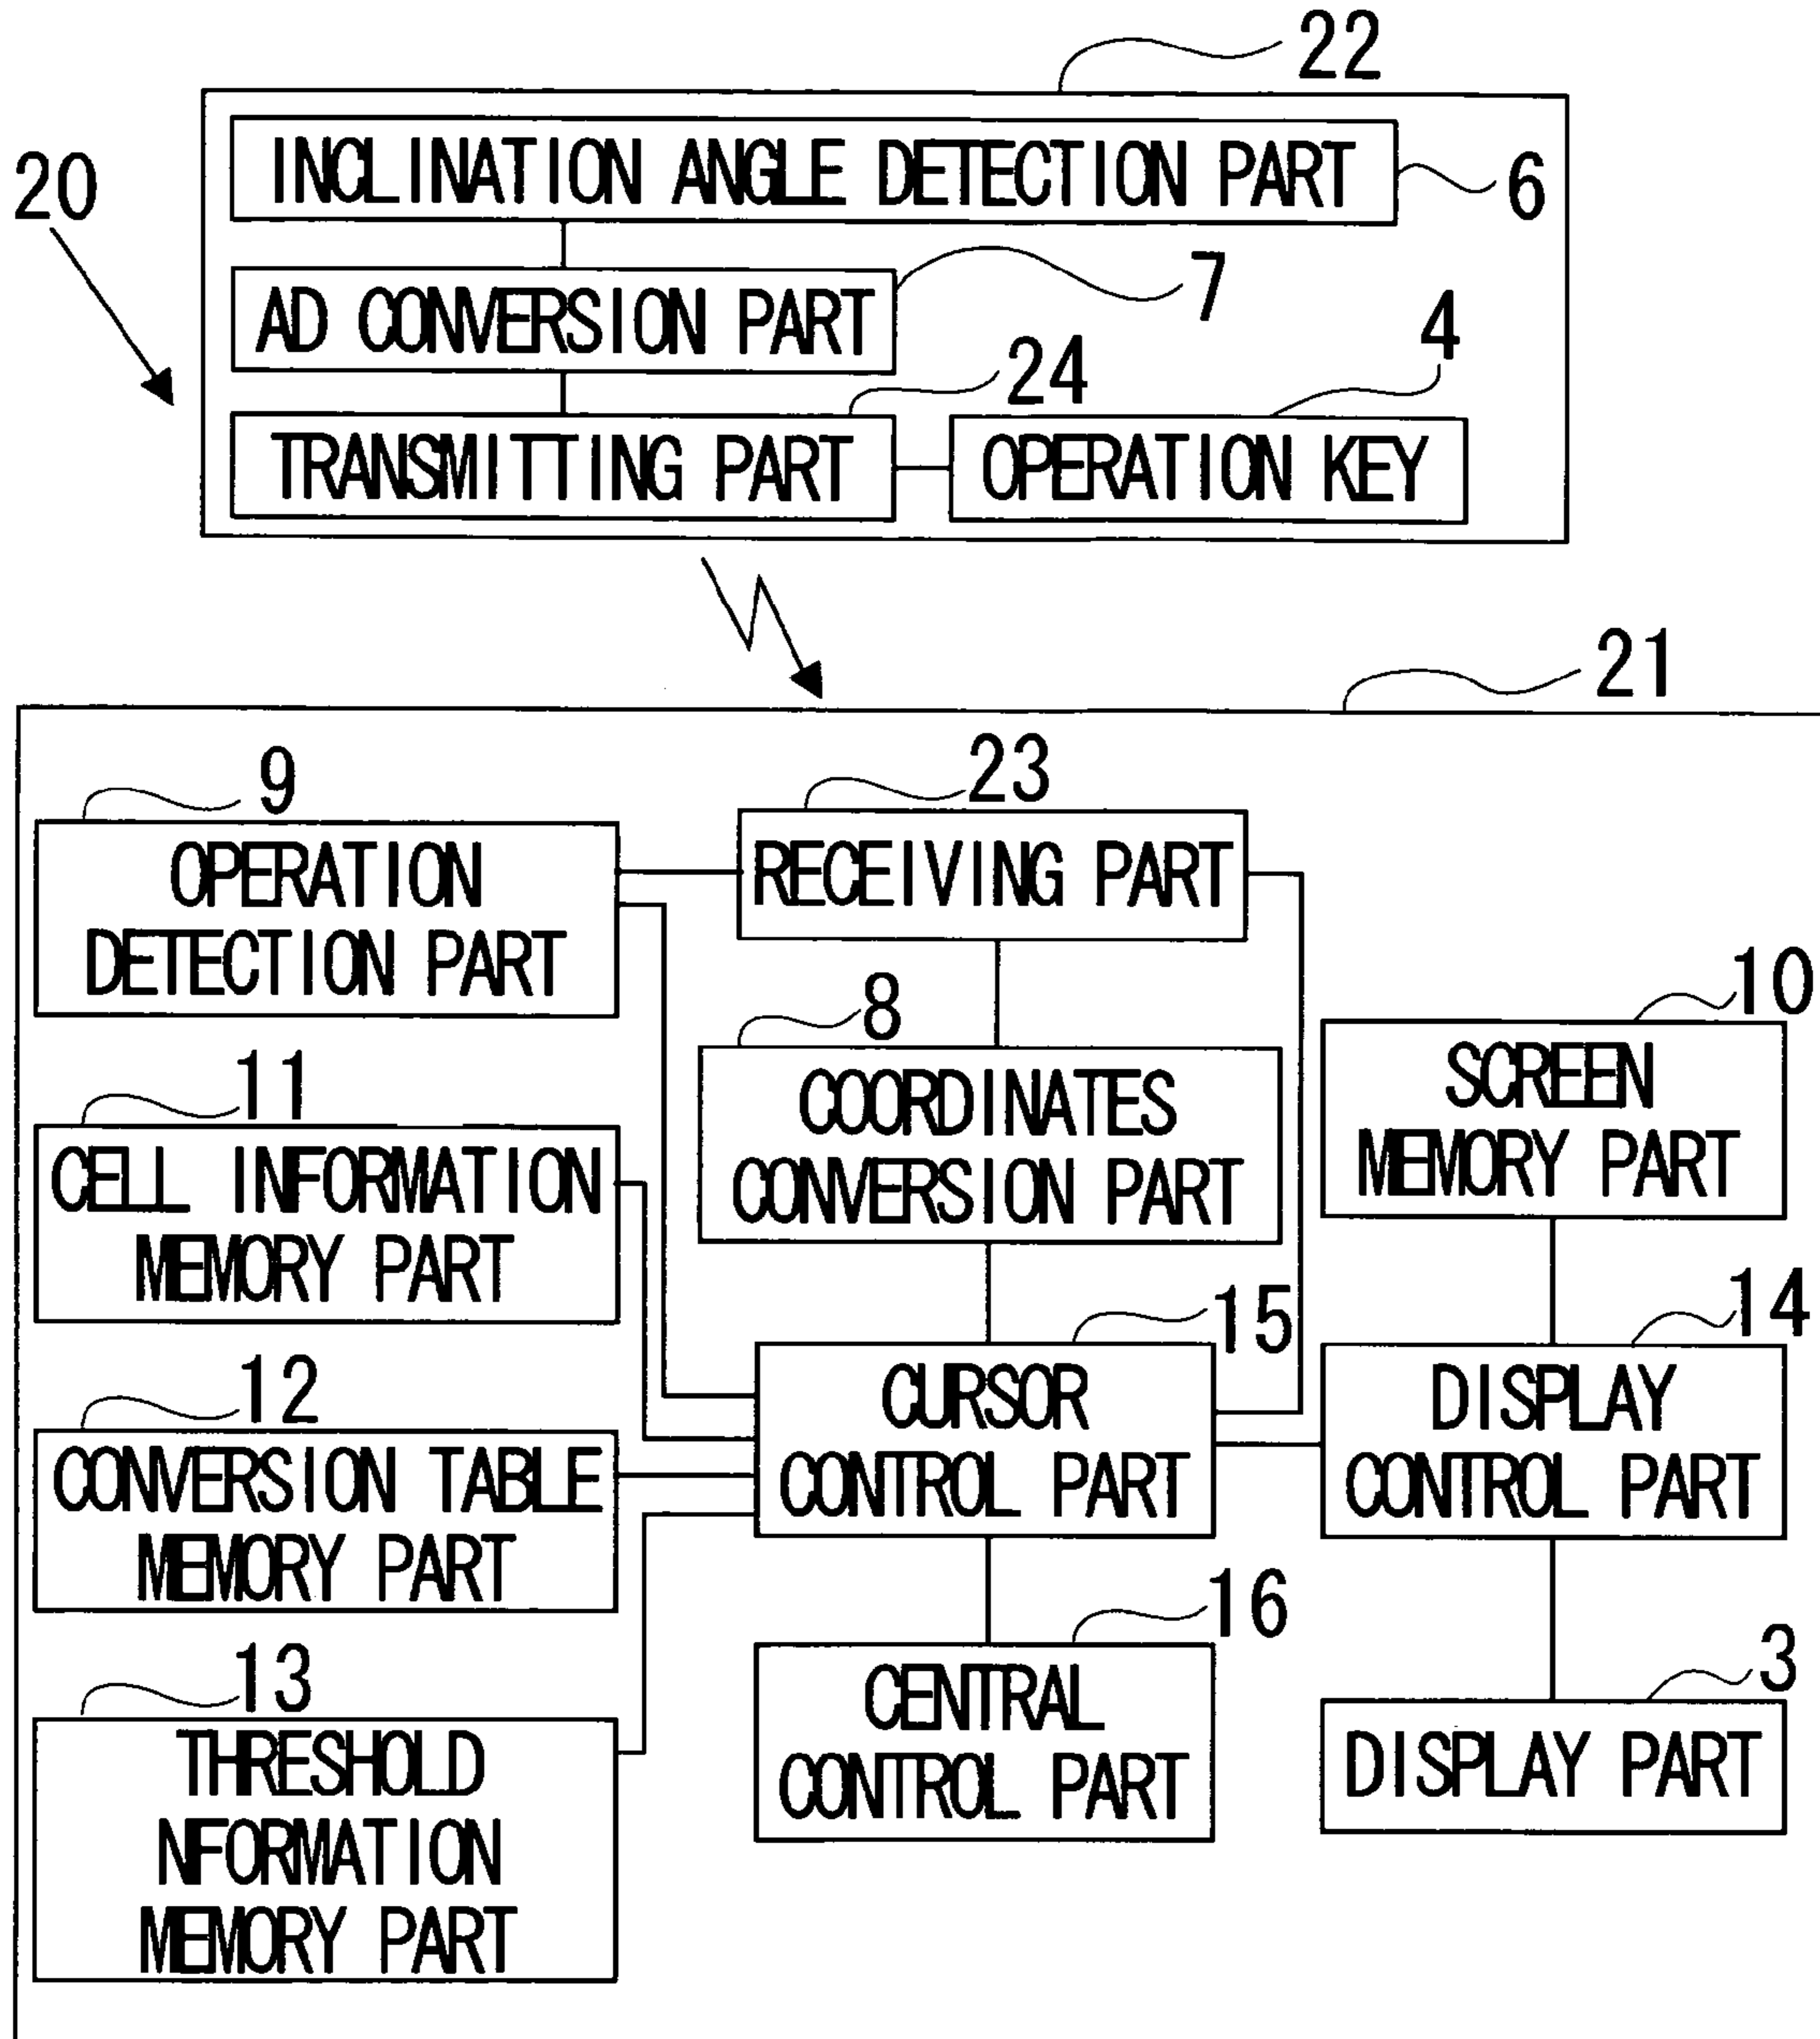 22
20
INCLINATION ANGLE DETECTION PART
6
7
AD CONVERSION PART
4
24
TRANSMITTING PART
OPERATION KEY
21
9
23
OPERATION
DETECTION PART
RECEIVING PART
10
8
11
COORDINATES
CONVERSION PART
SCREEN
MEMORY PART
CELL INFORMATION
MEMORY PART
15
14
12
CURSOR
CONTROL PART
DISPLAY
CONTROL PART
CONVERSION TABLE
MEMORY PART
16
3
13
CENTRAL
CONTROL PART
DISPLAY PART
THRESHOLD
NFORMATION
MEMORY PART